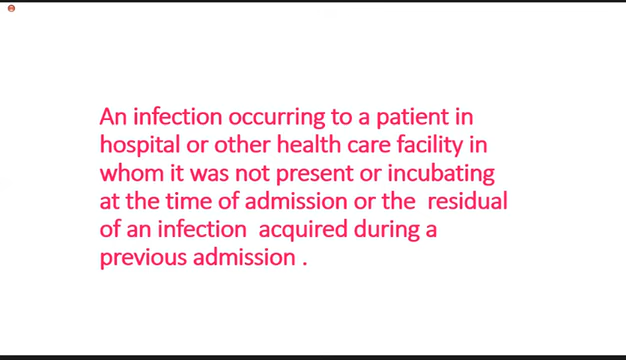 An infection occurring to a patient in
hospital or other health care facility in
whom it was not present or incubating
at the time of admission or the  residual
of an infection  acquired during a
previous admission .